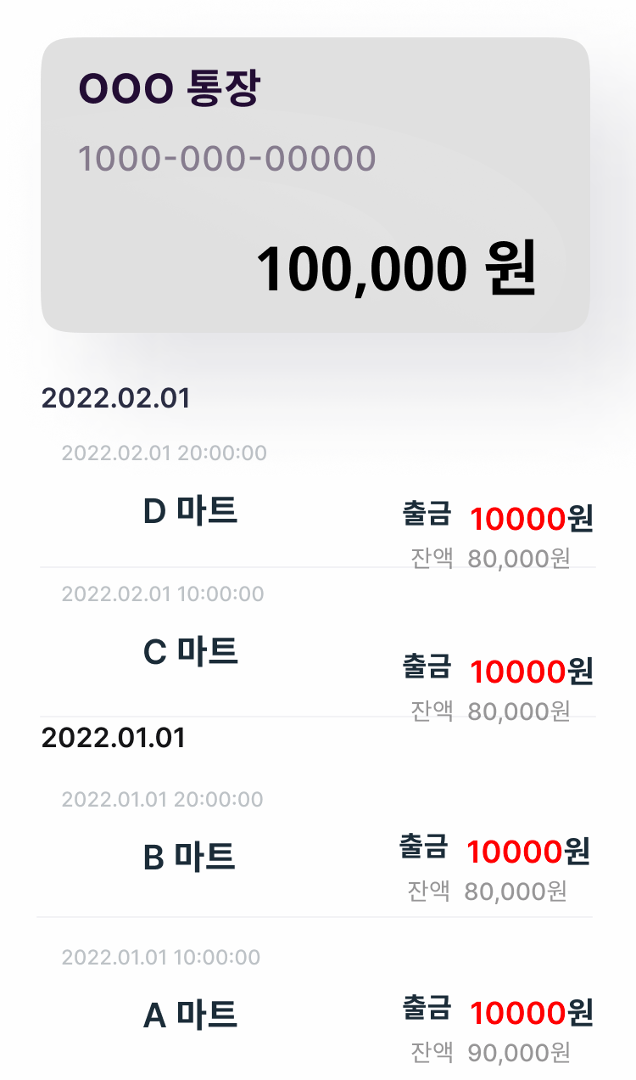 OOO 통장
1000-000-00000
100,000 원
2022.02.01
2022.02.01 20:00:00
D 마트 출금 10000원
잔액 80,000원
2022.02.01 10:00:00
C 마트 출금 10000원
잔액 80,000원
2022.01.01
2022.01.01 20:00:00
B 마트 출금 10000원
잔액 80,000원
2022.01.01 10:00:00
A 마트 출금 10000원
잔액 90,000원